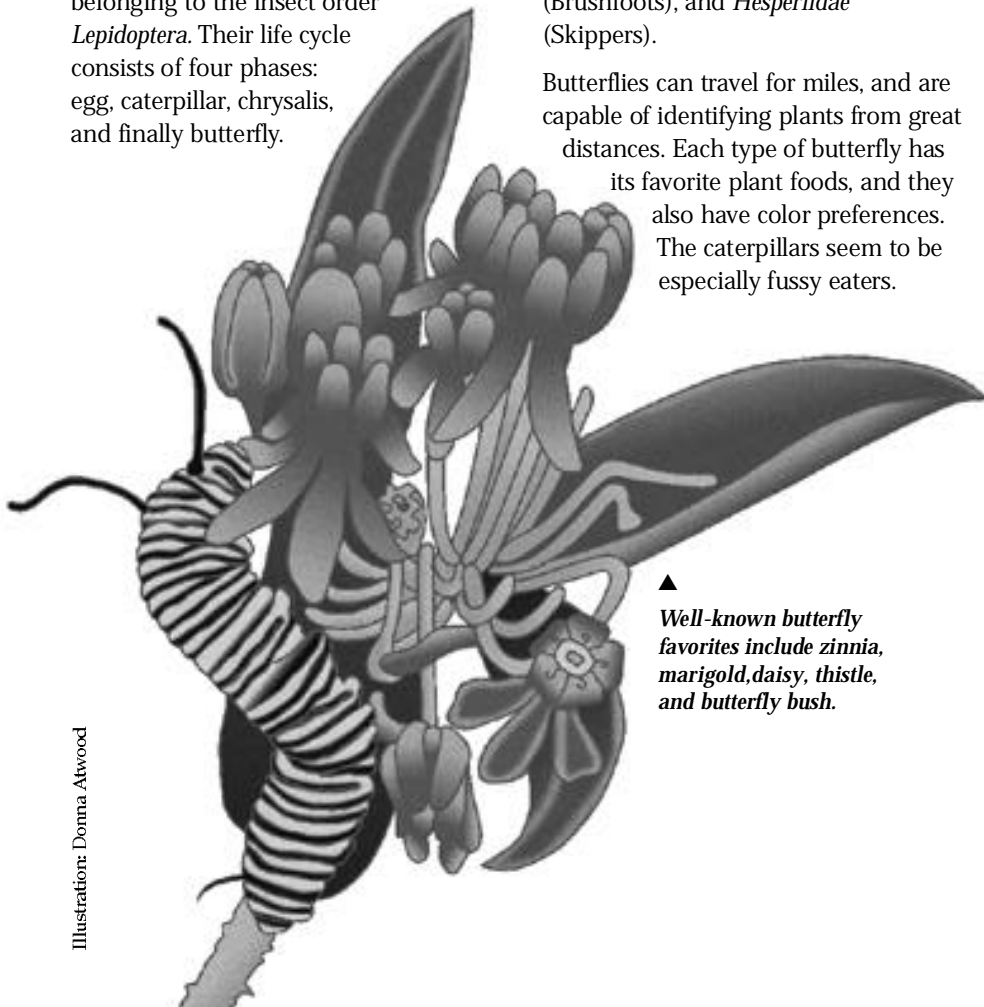 belonging to the insect order
Lepidoptera. Their life cycle
consists of four phases:
egg, caterpillar, chrysalis,
and finally butterfly.
(Brushfoots), and Hesperiidae
(Skippers).
Butterflies can travel for miles, and are
capable of identifying plants from great
distances. Each type of butterfly has
its favorite plant foods, and they
also have color preferences.
The caterpillars seem to be
especially fussy eaters.
▲
Well-known butterfly
favorites include zinnia,
marigold,daisy, thistle,
and butterfly bush.
Illustration: Donna Atwood